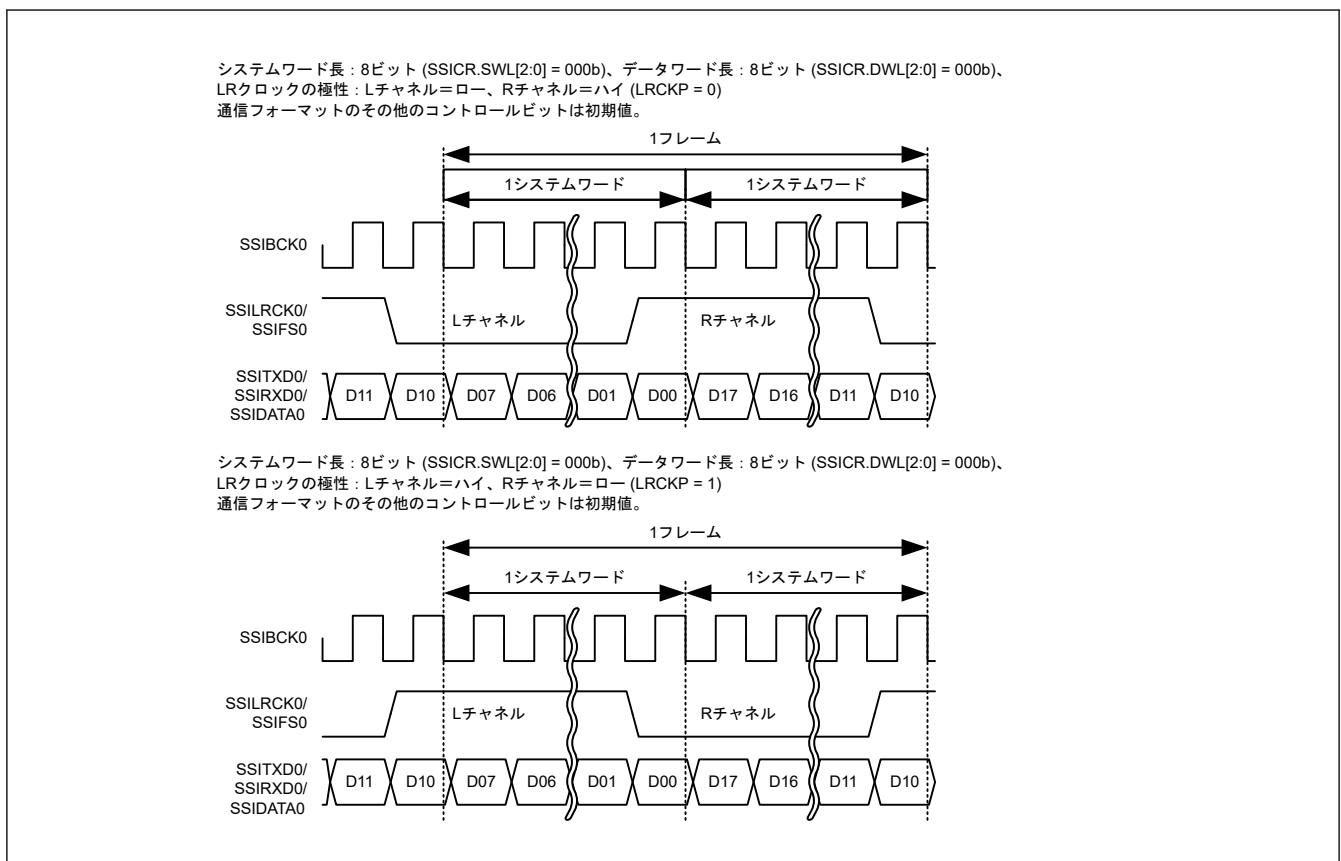 システムワード長：8ビット (SSICR.SWL[2:0] = 000b)、データワード長：8ビット (SSICR.DWL[2:0] = 000b)、
LRクロックの極性：Lチャネル＝ロー、Rチャネル＝ハイ (LRCKP = 0)
通信フォーマットのその他のコントロールビットは初期値。
1フレーム
1システムワード 1システムワード
SSIBCK0
SSILRCK0/
SSIFS0
Lチャネル Rチャネル
SSITXD0/
SSIRXD0/
SSIDATA0
D11 D10 D07 D06 D01 D00 D17 D16 D11 D10
システムワード長：8ビット (SSICR.SWL[2:0] = 000b)、データワード長：8ビット (SSICR.DWL[2:0] = 000b)、
LRクロックの極性：Lチャネル＝ハイ、Rチャネル＝ロー (LRCKP = 1)
通信フォーマットのその他のコントロールビットは初期値。
1フレーム
1システムワード 1システムワード
SSIBCK0
SSILRCK0/
SSIFS0
Lチャネル Rチャネル
SSITXD0/
SSIRXD0/
SSIDATA0
D11 D10 D07 D06 D01 D00 D17 D16 D11 D10